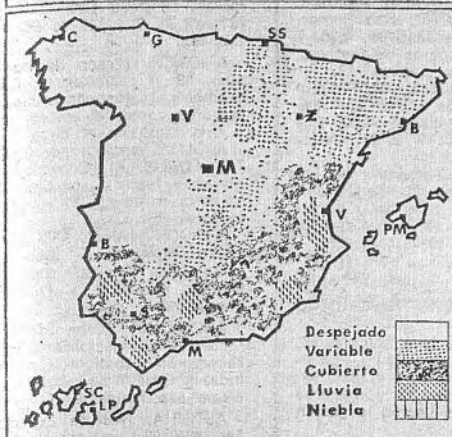 C
G
SS
V
Z
B
M
V
PM
B
S
M
SC
LP
Despejado
Variable
Cubierto
Lluvia
Niebla